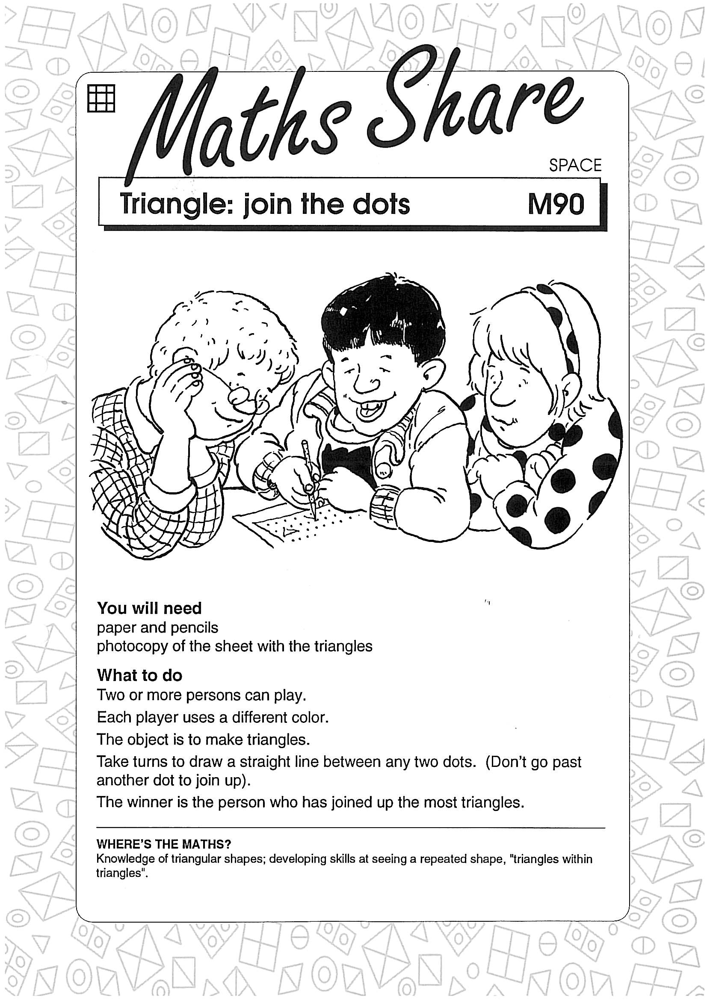 Maths Share
SPACE
Triangle: join the dots M90
You will need
paper and pencils
photocopy of the sheet with the triangles
What to do
Two or more persons can play.
Each player uses a different color.
The object is to make triangles.
Take turns to draw a straight line between any two dots. (Don't go past
another dot to join up).
The winner is the person who has joined up the most triangles.
WHERE'S THE MATHS?
Knowledge of triangular shapes; developing skills at seeing a repeated shape, "triangles within
triangles".